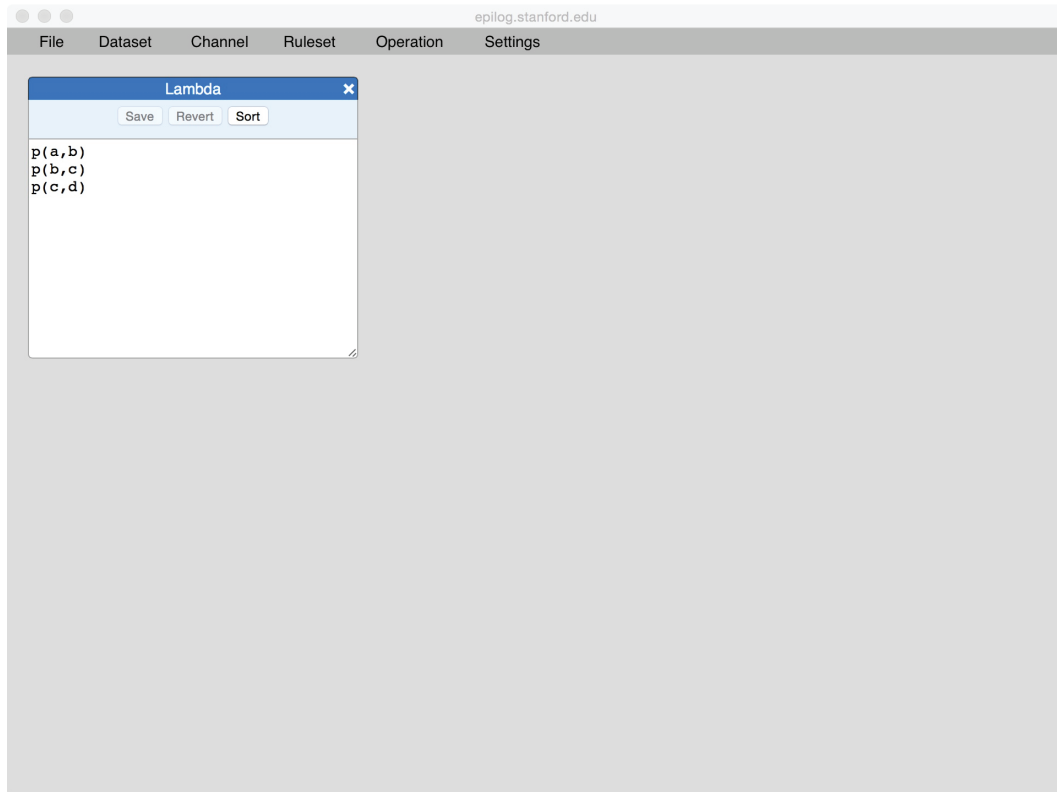 epilog.stanford.edu
File Dataset Channel Ruleset Operation Settings
Lambda
Save Revert Sort
p(a,b)
p(b,c)
p(c,d)